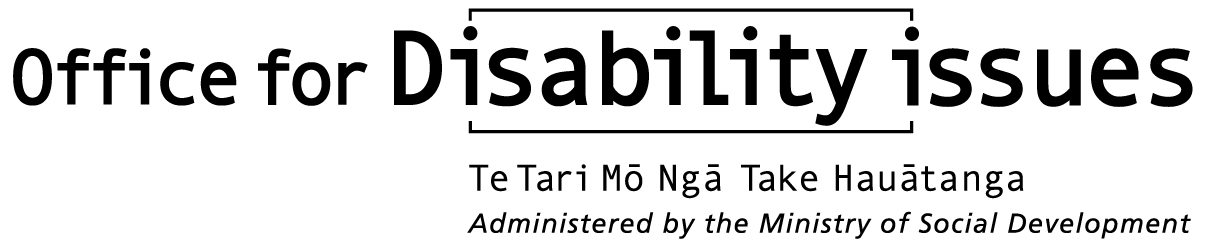 Office for Disability issues
Te Tari Mō Ngā Take Hauātanga
Administered by the Ministry of Social Development